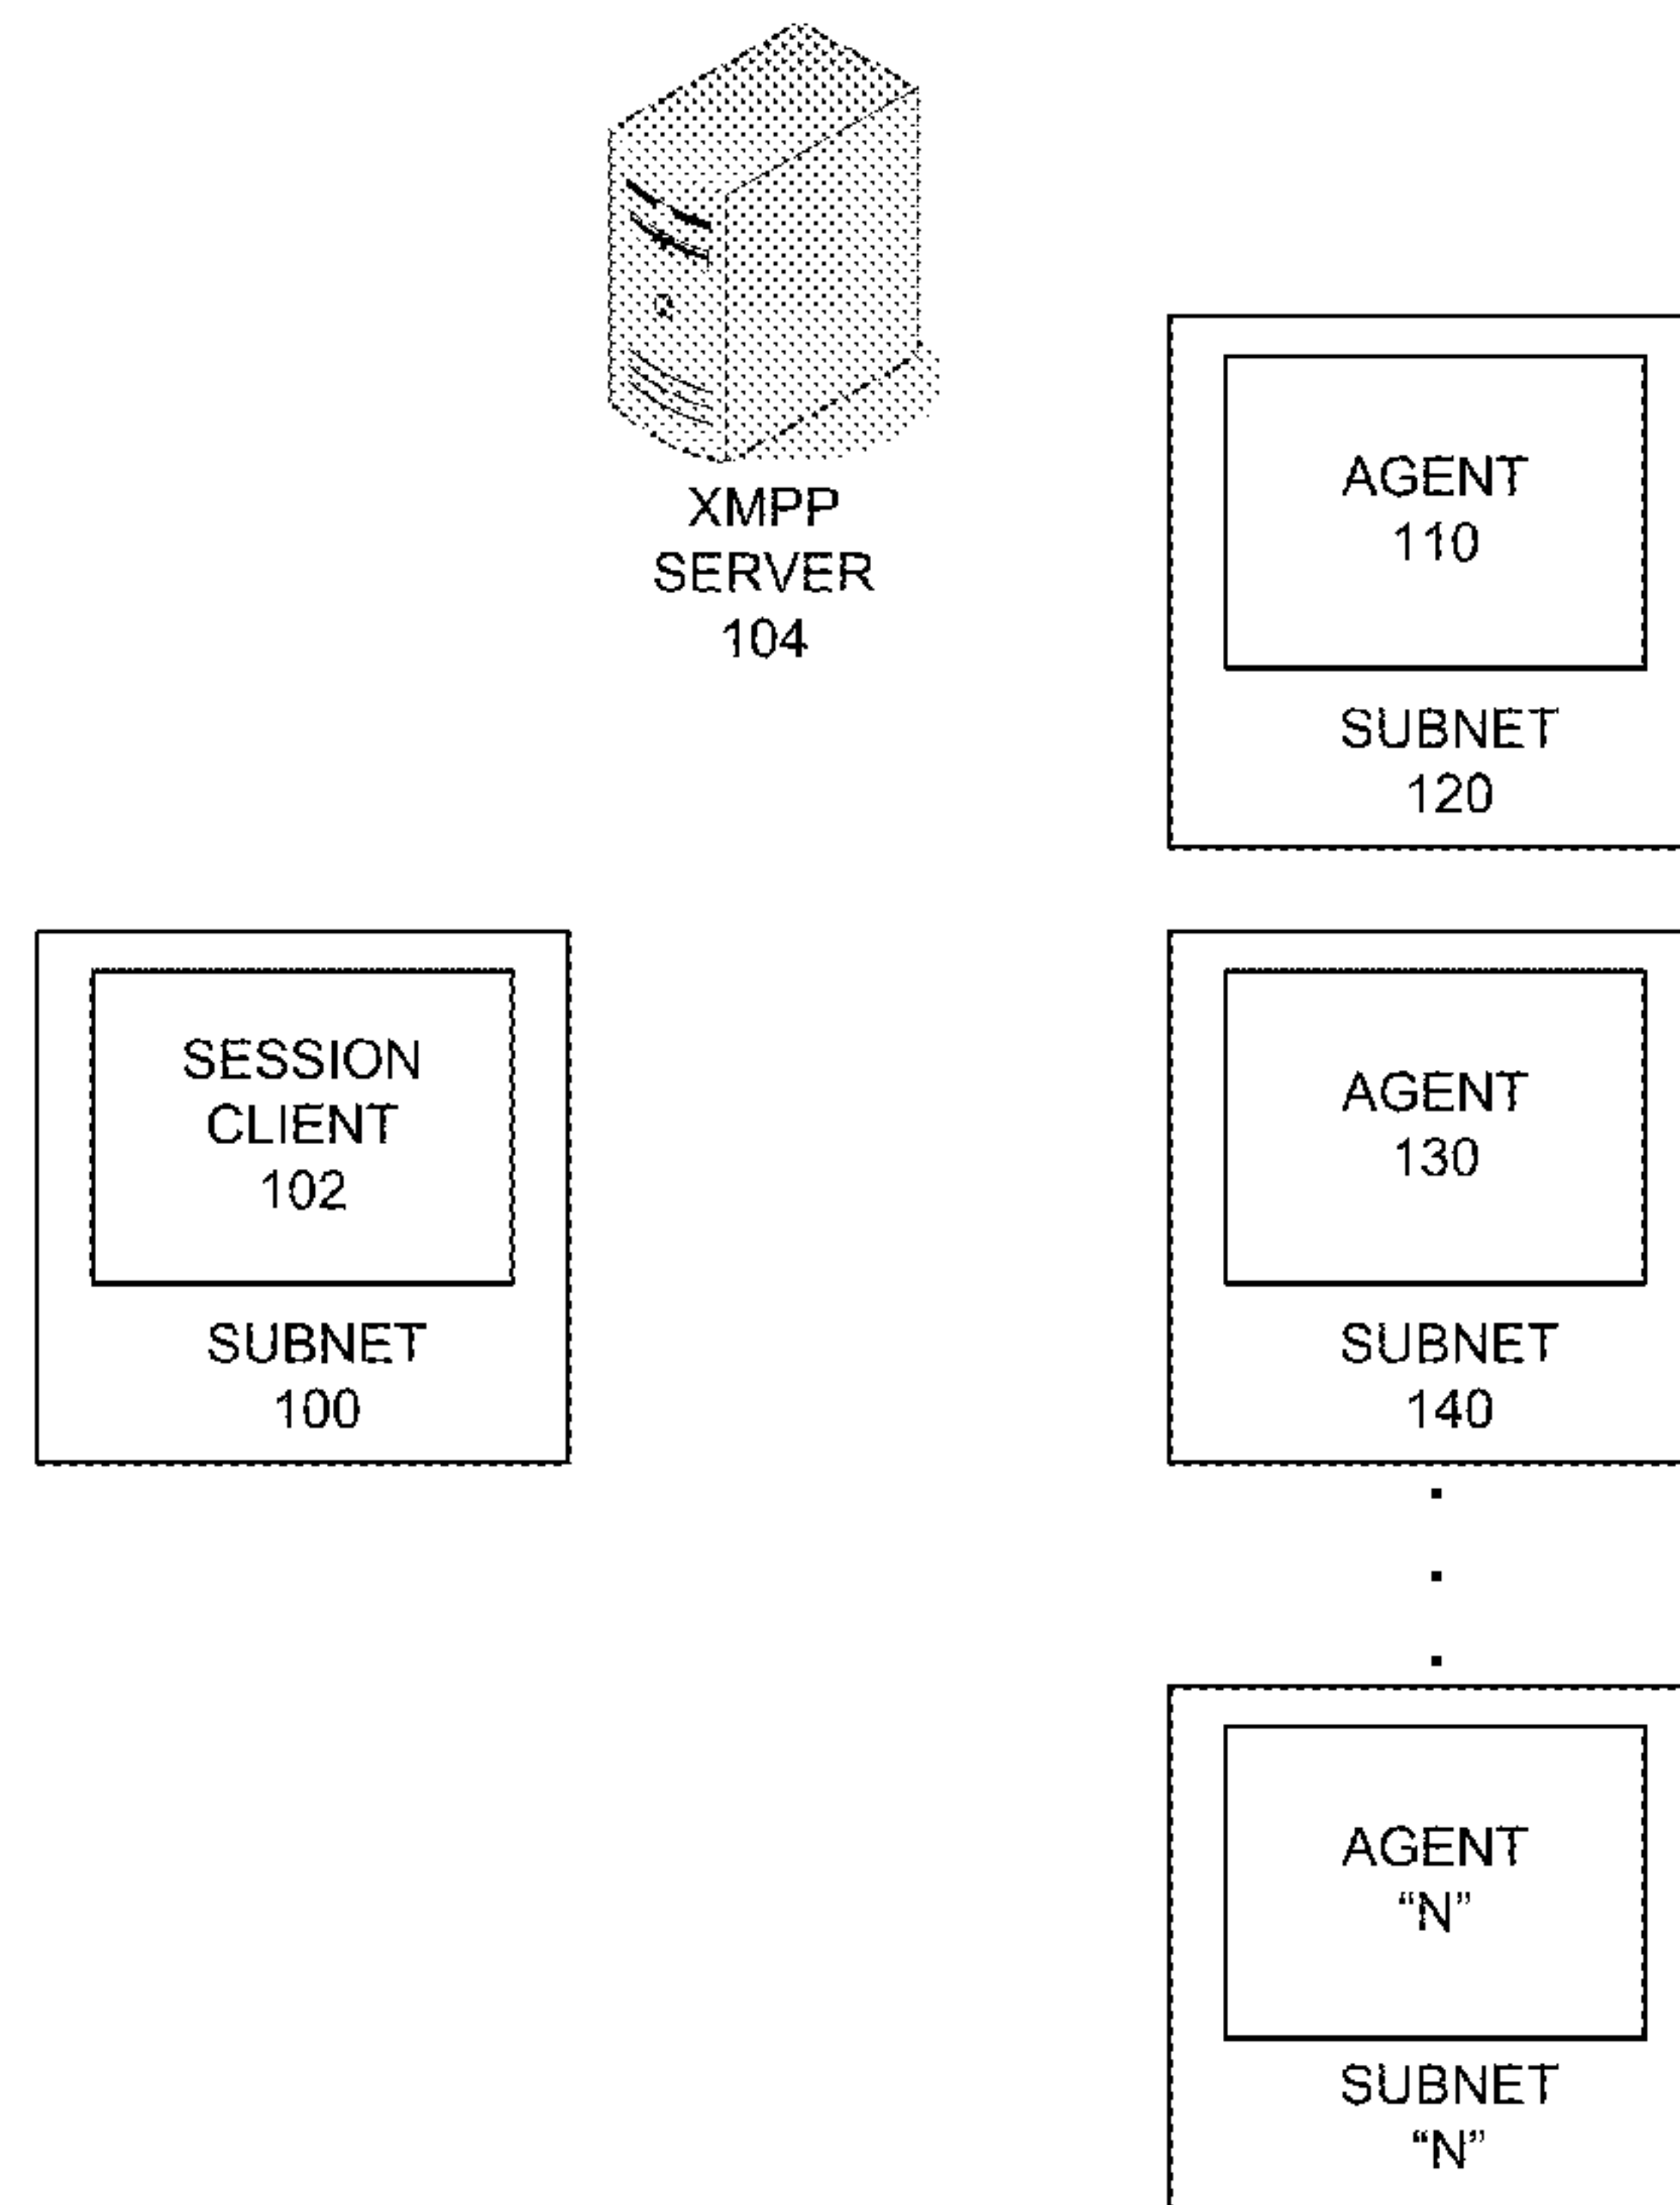 XMPP
SERVER
104
AGENT
110
SUBNET
120
SESSION
CLIENT
102
SUBNET
100
AGENT
130
SUBNET
140
AGENT
“N”
SUBNET
“N”